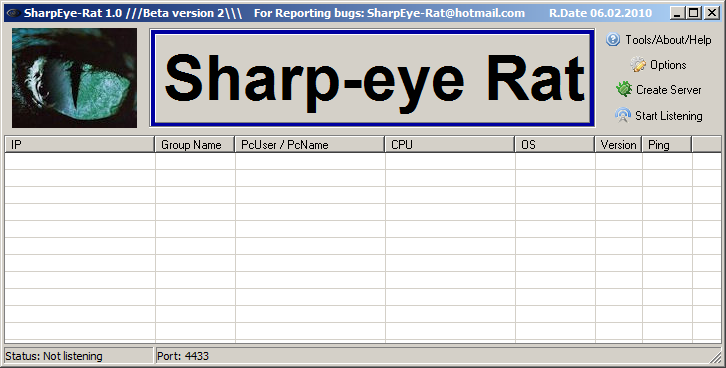 SharpEye-Rat 1.0 ///Beta version 2\\\ For Reporting bugs: SharpEye-Rat@hotmail.com R.Date 06.02.2010
Sharp-eye Rat
Tools/About/Help
Options
Create Server
Start Listening
IP Group Name PcUser / PcName CPU OS Version Ping
Status: Not listening Port: 4433